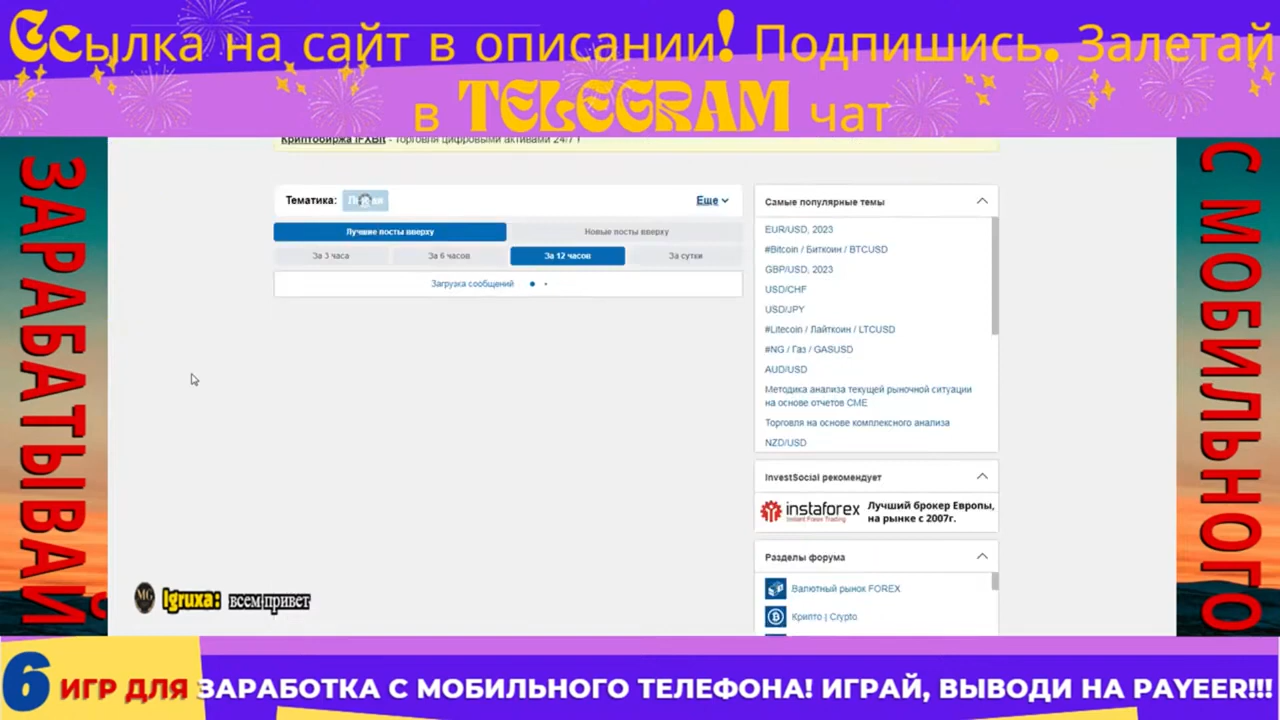 Ссылка на сайт в описании! Подпишись. Залетай
в TELEGRAM чат
ЗАРАБАТЫВАЙ
С МОБИЛЬНОГО
Криптобиржа IFXBit - Торговля цифровыми активами 24/7 !
Тематика:
Еще
Лучшие посты вверху
Новые посты вверху
За 3 часа
За 6 часов
За 12 часов
За сутки
Загрузка сообщений
Самые популярные темы
EUR/USD, 2023
#Bitcoin / Биткоин / BTCUSD
GBP/USD, 2023
USD/CHF
USD/JPY
#Litecoin / Лайткоин / LTCUSD
#NG / Газ / GASUSD
AUD/USD
Методика анализа текущей рыночной ситуации
на основе отчетов CME
Торговля на основе комплексного анализа
NZD/USD
InvestSocial рекомендует
instaforex
Instant Forex Trading
Лучший брокер Европы,
на рынке с 2007г.
Разделы форума
Валютный рынок FOREX
Крипто | Crypto
MG
Igruxa: всем привет
6 ИГР ДЛЯ ЗАРАБОТКА С МОБИЛЬНОГО ТЕЛЕФОНА! ИГРАЙ, ВЫВОДИ НА PAYEER!!!